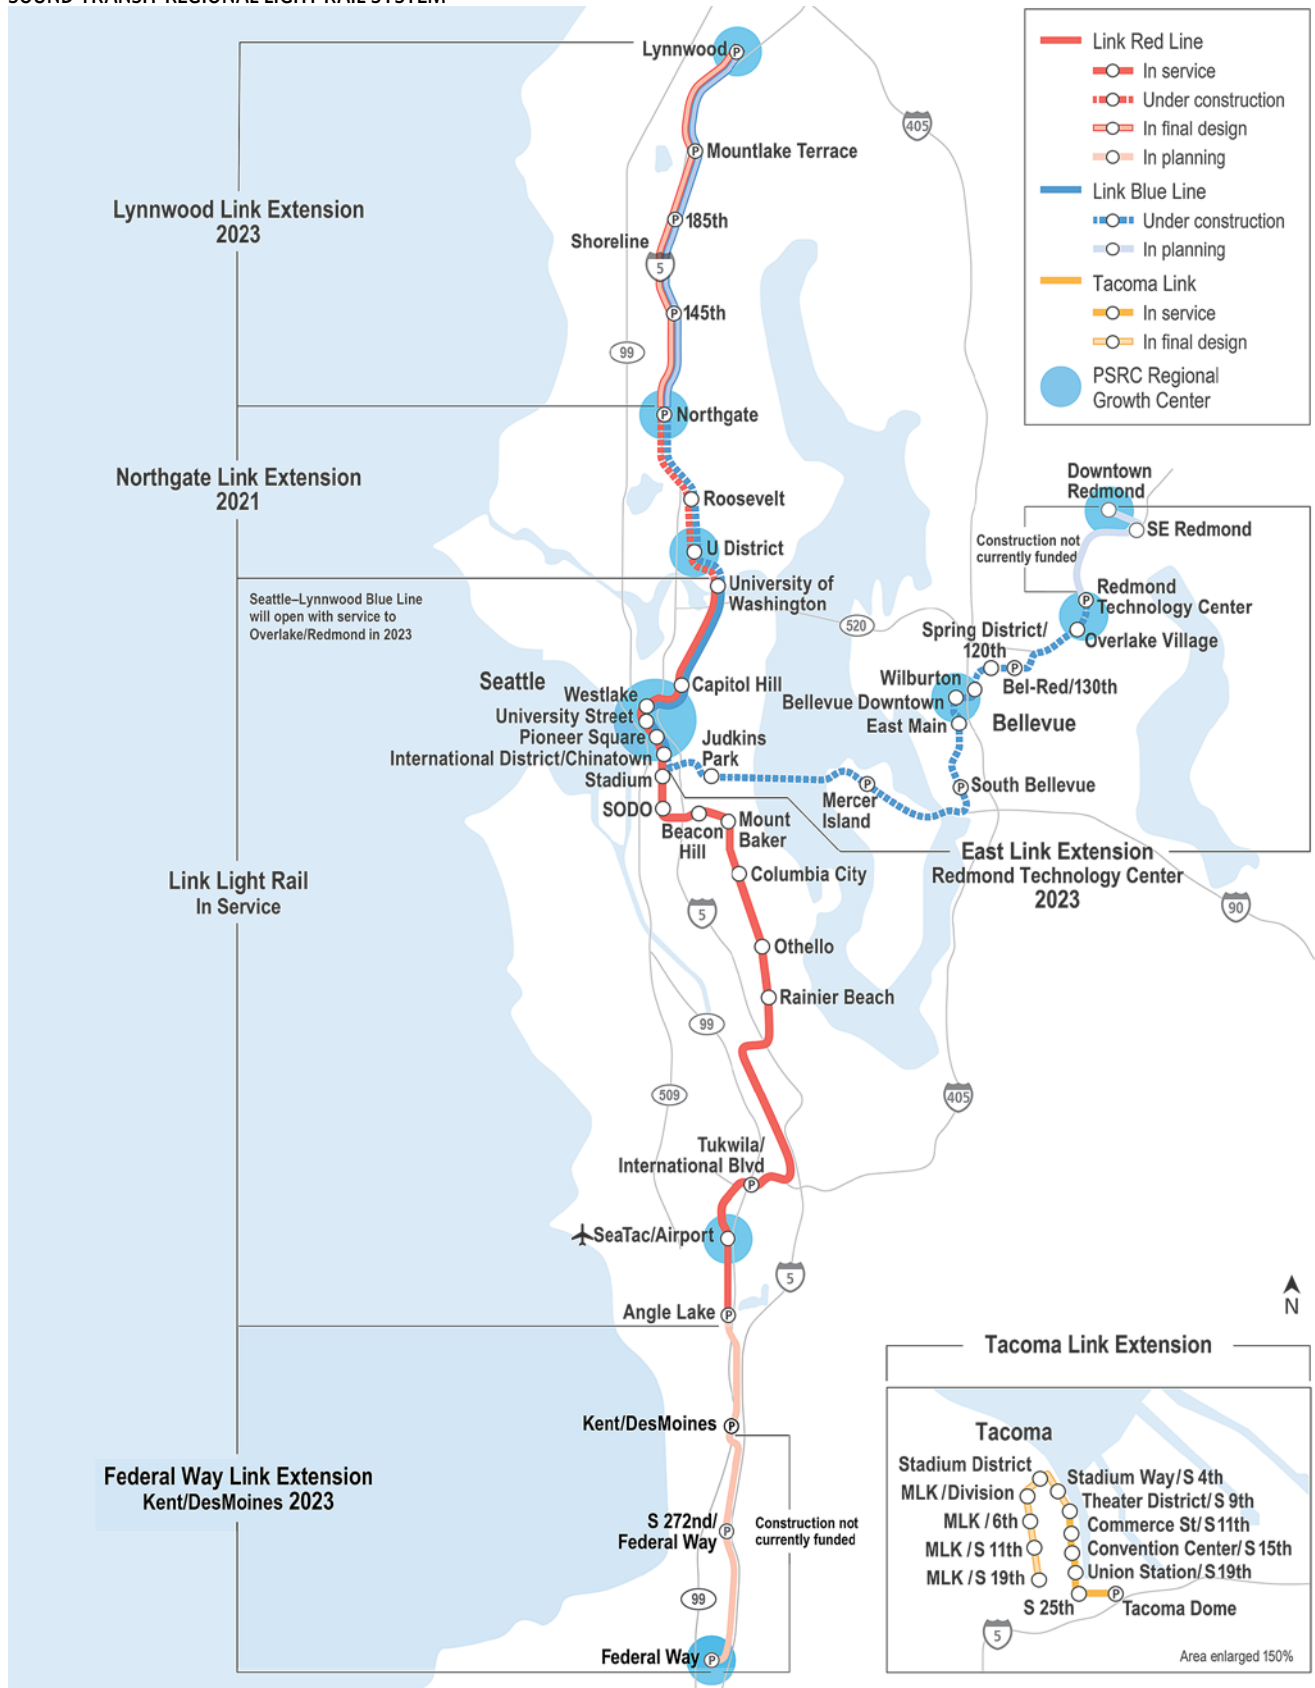 SOUND TRANSIT REGIONAL LIGHT RAIL SYSTEM
Link Red Line
In service
Under construction
In final design
In planning
Link Blue Line
Under construction
In planning
Tacoma Link
In service
In final design
PSRC Regional
Growth Center
Lynnwood
405
Mountlake Terrace
Lynnwood Link Extension
2023
185th
Shoreline
5
145th
99
Northgate
Northgate Link Extension
2021
Roosevelt
U District
University of
Washington
Seattle–Lynnwood Blue Line
will open with service to
Overlake/Redmond in 2023
520
Downtown
Redmond
SE Redmond
Construction not
currently funded
Redmond
Technology Center
Overlake Village
Spring District/
120th
Bel-Red/130th
Wilburton
Bellevue Downtown
East Main
Bellevue
South Bellevue
Seattle
Capitol Hill
Westlake
University Street
Pioneer Square
International District/Chinatown
Stadium
Judkins
Park
Mercer
Island
SODO
Beacon
Hill
Mount
Baker
East Link Extension
Redmond Technology Center
2023
Columbia City
Link Light Rail
In Service
5
90
Othello
Rainier Beach
99
509
405
Tukwila/
International Blvd
SeaTac/Airport
5
Angle Lake
N
Kent/DesMoines
Federal Way Link Extension
Kent/DesMoines 2023
S 272nd/
Federal Way
Construction not
currently funded
99
Federal Way
Tacoma Link Extension
Tacoma
Stadium District
MLK/Division
MLK/6th
MLK/S 11th
MLK/S 19th
Stadium Way/S 4th
Theater District/S 9th
Commerce St/S 11th
Convention Center/S 15th
Union Station/S 19th
S 25th
Tacoma Dome
5
Area enlarged 150%